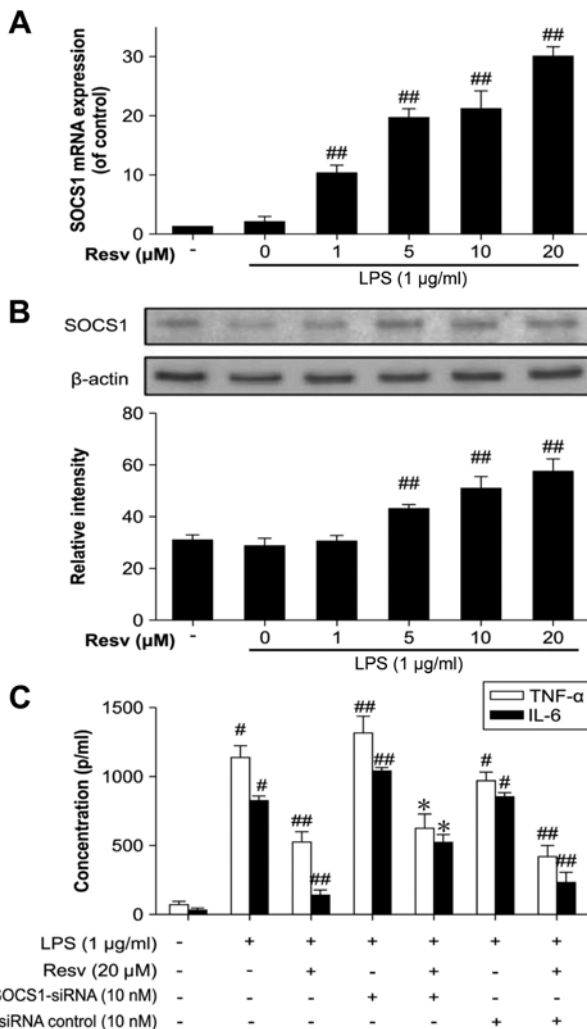 A
SOCS1 mRNA expression
(of control)
30
20
10
0
## ## ## ## ##
Resv (µM) - 0 1 5 10 20
LPS (1 µg/ml)
B
SOCS1
β-actin
Relative intensity
80
60
40
20
0
## ## ##
Resv (µM) - 0 1 5 10 20
LPS (1 µg/ml)
C
TNF-α
IL-6
Concentration (p/ml)
1500
1000
500
0
# # ## ## ## ## * * # # ## ##
LPS (1 µg/ml) - + + + + + +
Resv (20 µM) - - + - + - +
SOCS1-siRNA (10 nM) - - - + + - -
siRNA control (10 nM) - - - - - + +